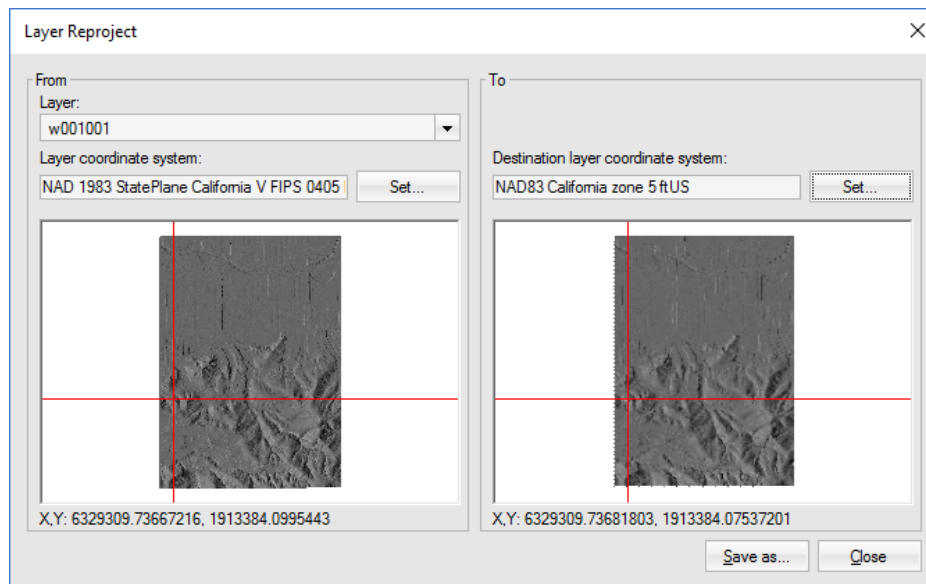 Layer Reproject
From
Layer:
w001001
Layer coordinate system:
NAD 1983 StatePlane California V FIPS 0405
Set...
X,Y: 6329309.73667216, 1913384.0995443
To
Destination layer coordinate system:
NAD83 California zone 5 ftUS
Set...
X,Y: 6329309.73681803, 1913384.07537201
Save as...
Close